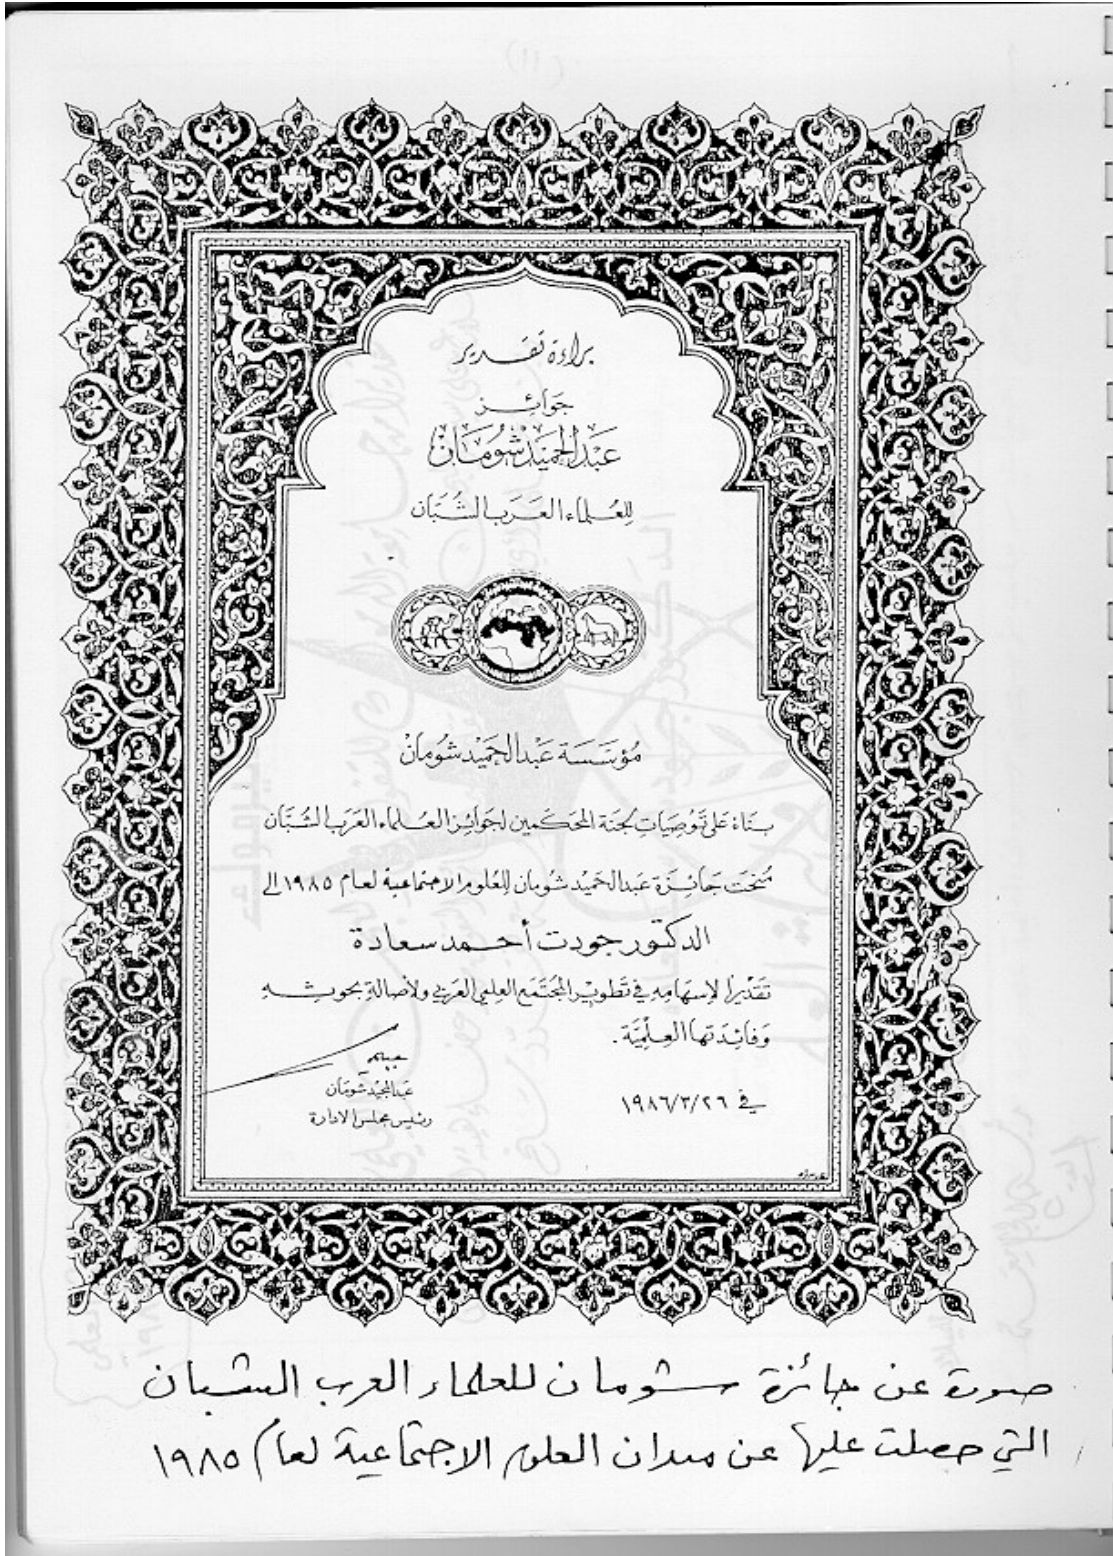 براءة تقدير
جوائز
عبد الحميد شومان
للعلماء العرب الشبان
مؤسسة عبد الحميد شومان
بناء على توصيات لجنة المحكمين لجوائز العلماء العرب الشبان
منحت جائزة عبد الحميد شومان للعلوم الاجتماعية لعام ١٩٨٥ الى
الدكتور جودت أحمد سعادة
تقديرا لإسهامه في تطوير المجتمع العلمي العربي ولأصالة بحوثه
وفائدتها العلمية.
في ١٩٨٦/٣/٢٦
عبد المجيد شومان
رئيس مجلس الادارة
صورة عن جائزة شومان للعلماء العرب الشبان
التي حصلت عليها عن ميدان العلوم الاجتماعية لعام ١٩٨٥